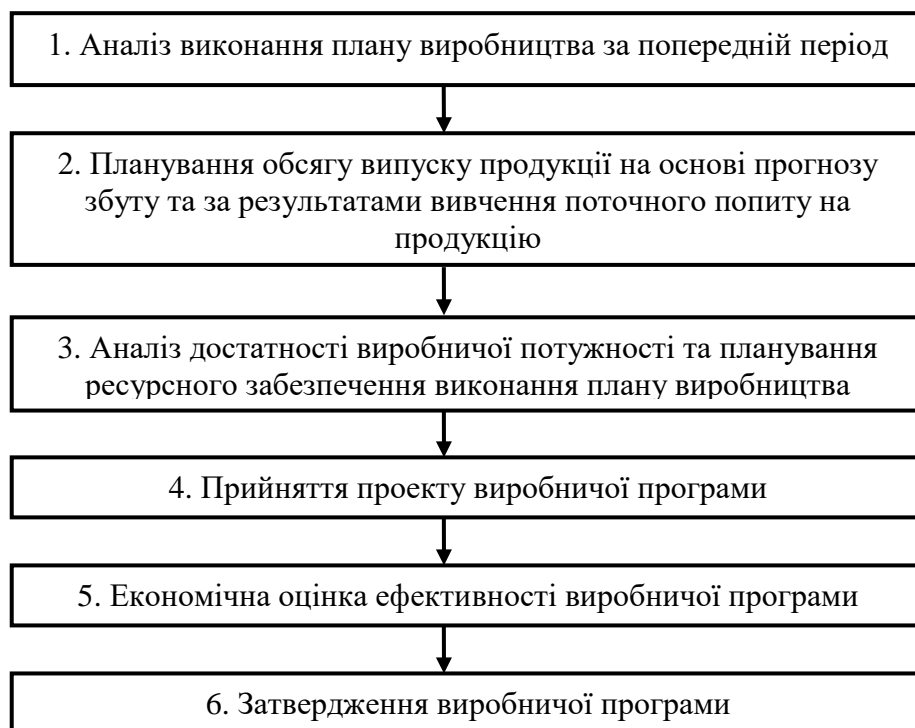 1. Аналіз виконання плану виробництва за попередній період
2. Планування обсягу випуску продукції на основі прогнозу
збуту та за результатами вивчення поточного попиту на
продукцію
3. Аналіз достатності виробничої потужності та планування
ресурсного забезпечення виконання плану виробництва
4. Прийняття проекту виробничої програми
5. Економічна оцінка ефективності виробничої програми
6. Затвердження виробничої програми